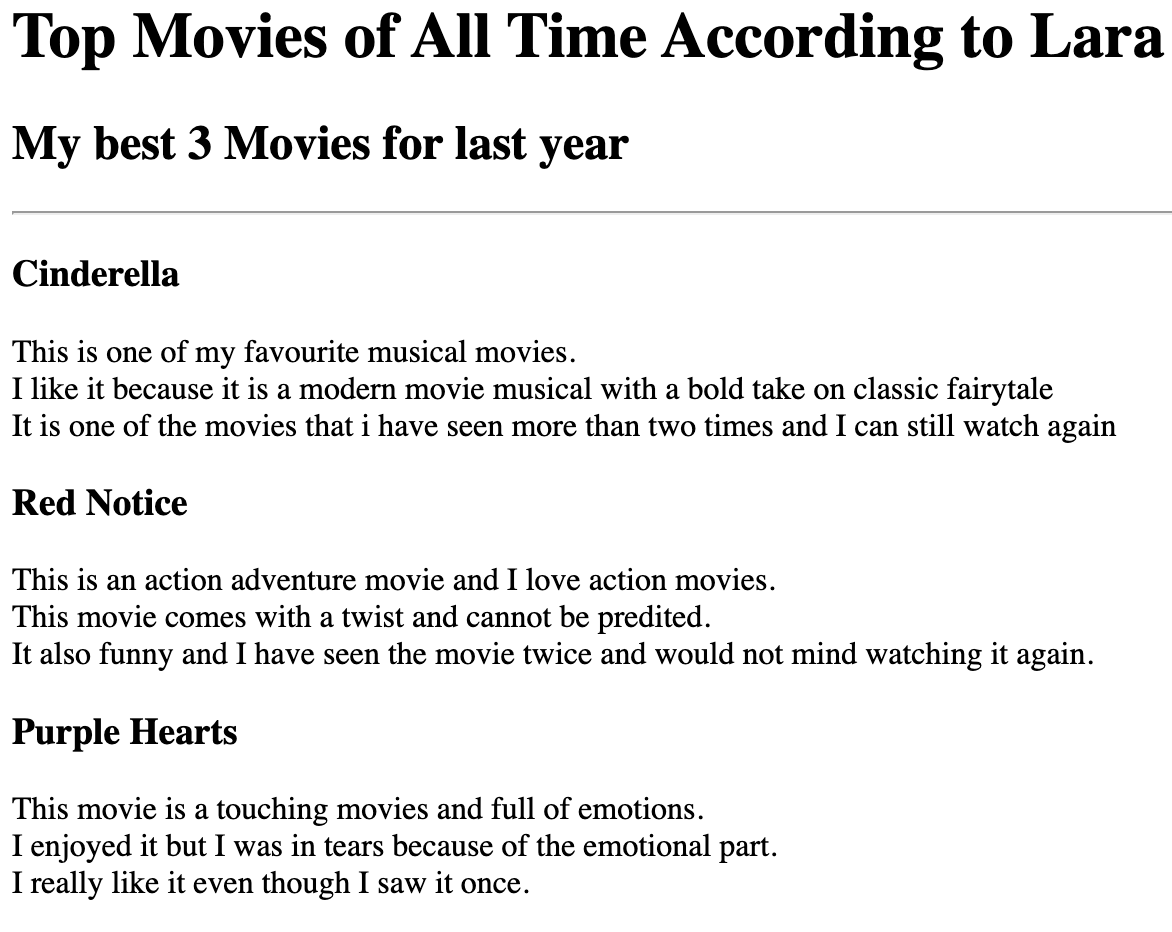 Top Movies of All Time According to Lara
My best 3 Movies for last year
Cinderella
This is one of my favourite musical movies.
I like it because it is a modern movie musical with a bold take on classic fairytale
It is one of the movies that i have seen more than two times and I can still watch again
Red Notice
This is an action adventure movie and I love action movies.
This movie comes with a twist and cannot be predited.
It also funny and I have seen the movie twice and would not mind watching it again.
Purple Hearts
This movie is a touching movies and full of emotions.
I enjoyed it but I was in tears because of the emotional part.
I really like it even though I saw it once.